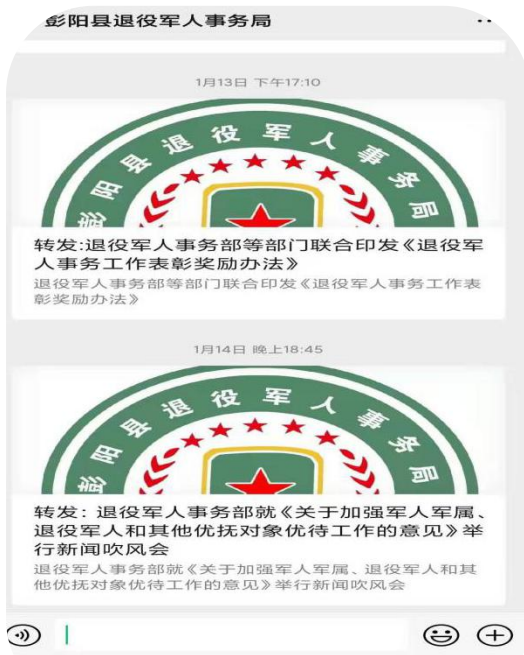 彭阳县退役军人事务局
1月13日 下午17:10
彭阳县退役军人事务局
转发:退役军人事务部等部门联合印发《退役军
人事务工作表彰奖励办法》
退役军人事务部等部门联合印发《退役军人事务工作表
彰奖励办法》
1月14日 晚上18:45
彭阳县退役军人事务局
转发：退役军人事务部就《关于加强军人军属、
退役军人和其他优抚对象优待工作的意见》举
行新闻吹风会
退役军人事务部就《关于加强军人军属、退役军人和其
他优抚对象优待工作的意见》举行新闻吹风会